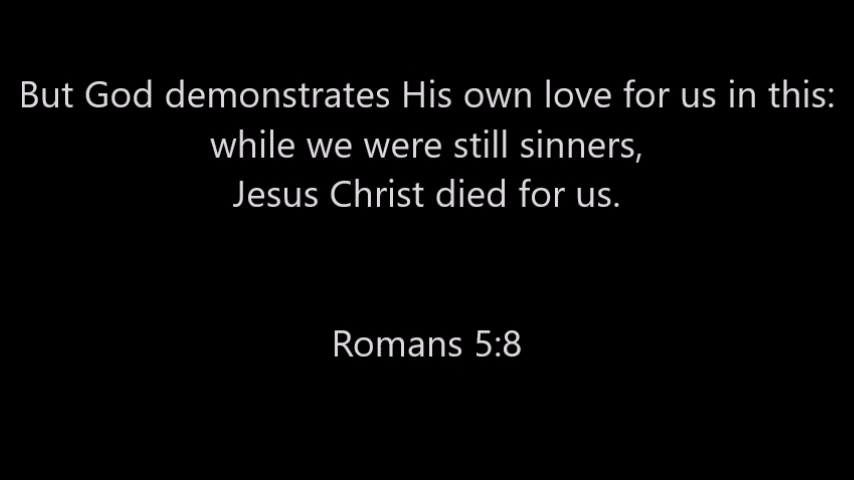 But God demonstrates His own love for us in this:
while we were still sinners,
Jesus Christ died for us.
Romans 5:8